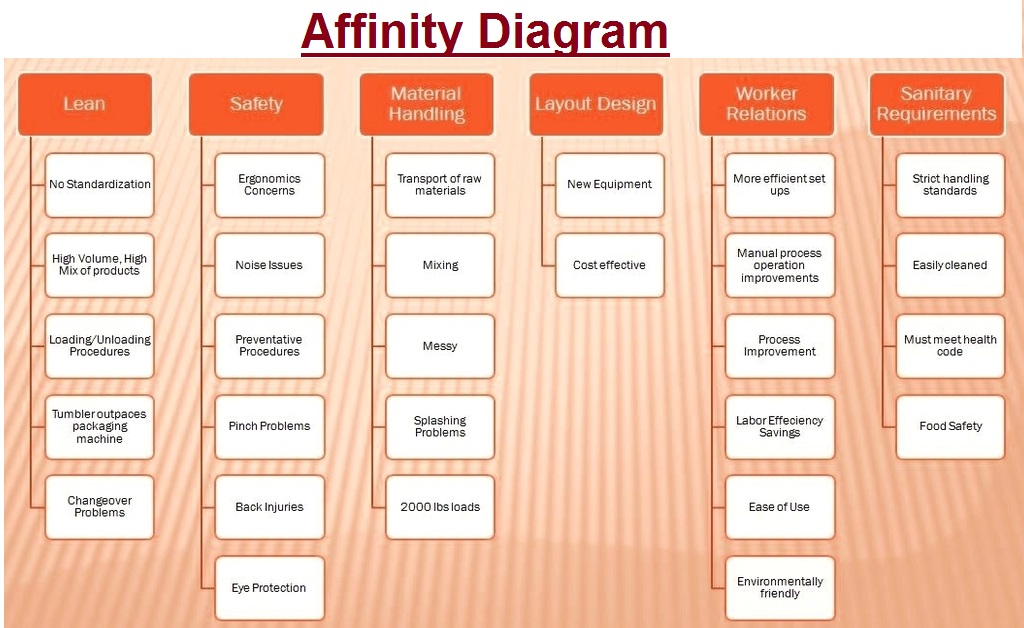 Affinity Diagram
Lean
No Standardization
High Volume, High
Mix of products
Loading/Unloading
Procedures
Tumbler outpaces
packaging
machine
Changeover
Problems
Safety
Ergonomics
Concerns
Noise Issues
Preventative
Procedures
Pinch Problems
Back Injuries
Eye Protection
Material
Handling
Transport of raw
materials
Mixing
Messy
Splashing
Problems
2000 lbs loads
Layout Design
New Equipment
Cost effective
Worker
Relations
More efficient set
ups
Manual process
operation
improvements
Process
Improvement
Labor Effeciency
Savings
Ease of Use
Environmentally
friendly
Sanitary
Requirements
Strict handling
standards
Easily cleaned
Must meet health
code
Food Safety